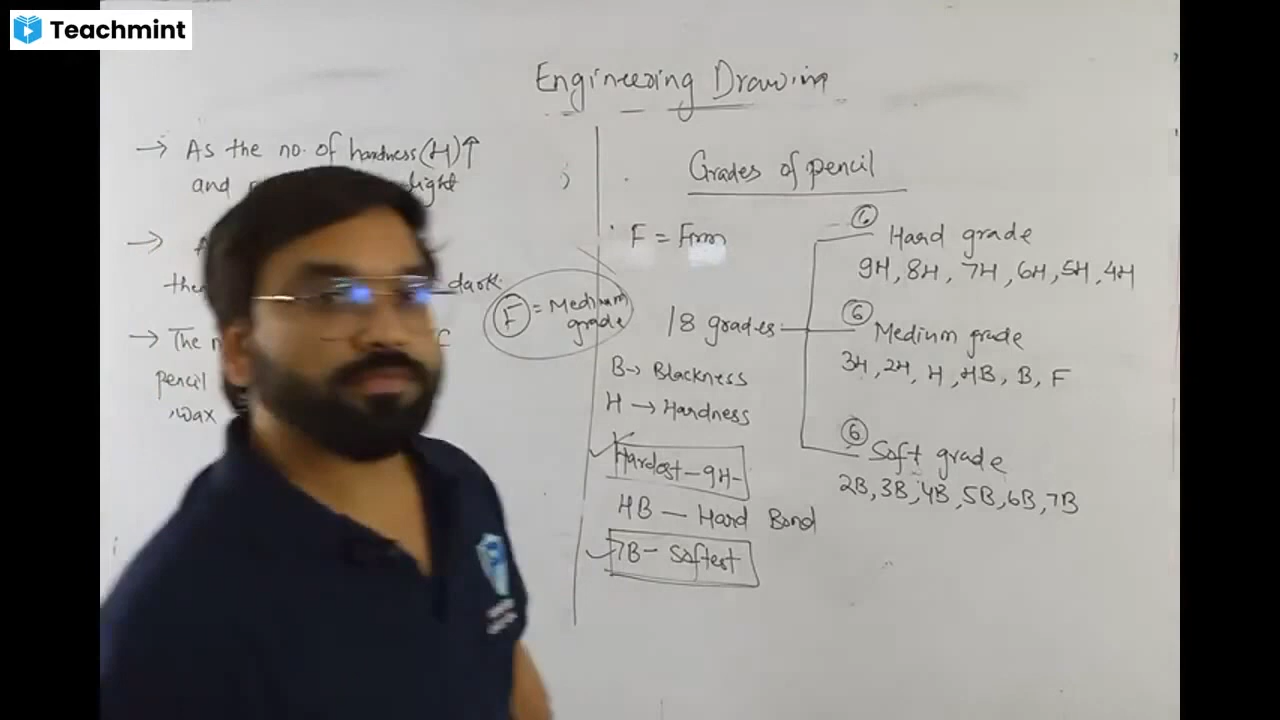 Teachmint
Engineering Drawing
→ As the no. of hardness (H)↑
and light
→
the dark.
→ The
pencil
wax
F = Medium
grade
Grades of pencil
F = Firm
18 grades
B → Blackness
H → Hardness
Hardest - 9H
HB — Hard Bond
7B - Softest
6 Hard grade
9H, 8H, 7H, 6H, 5H, 4H
6 Medium grade
3H, 2H, H, HB, B, F
6 Soft grade
2B, 3B, 4B, 5B, 6B, 7B